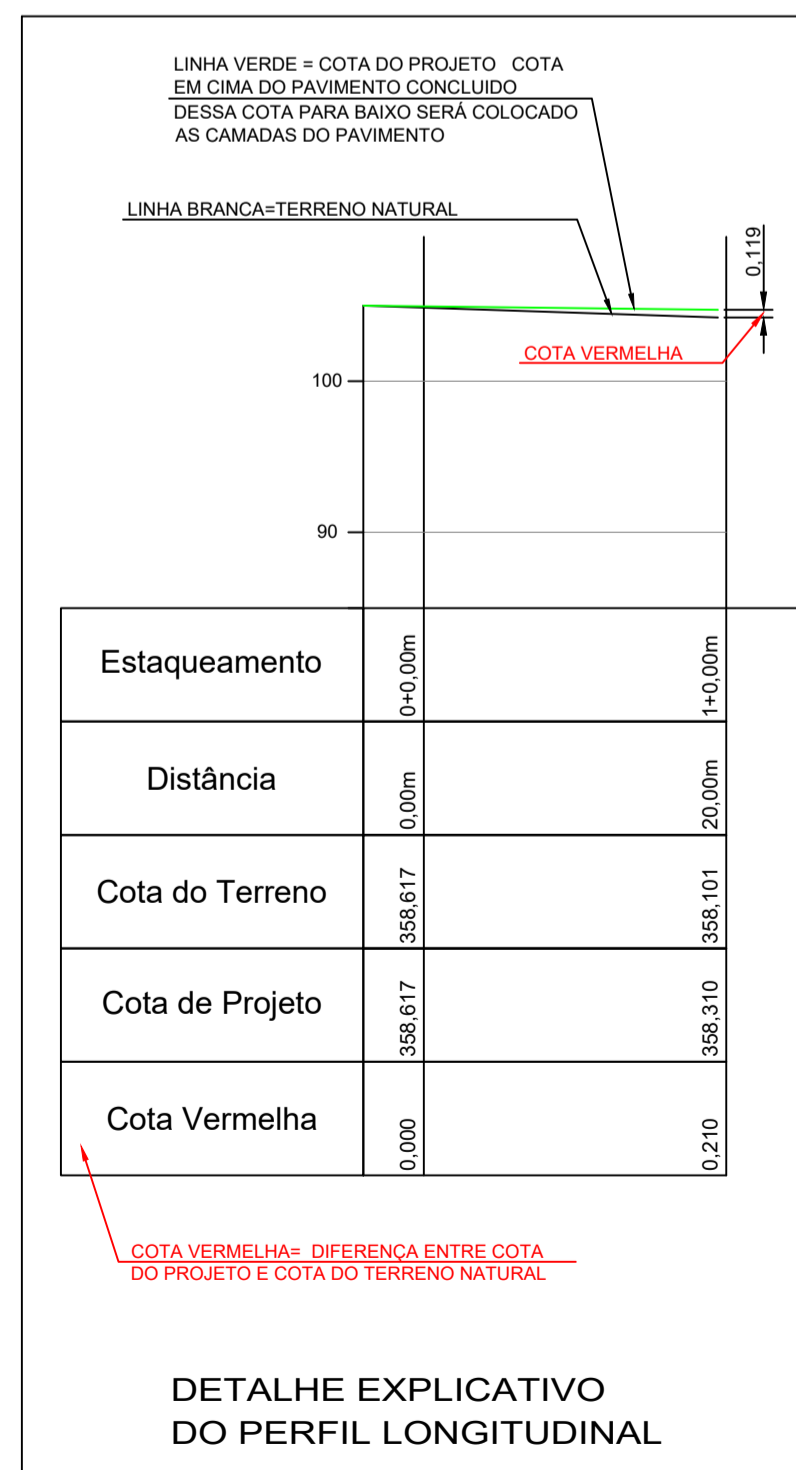 LINHA VERDE = COTA DO PROJETO COTA
EM CIMA DO PAVIMENTO CONCLUIDO
DESSA COTA PARA BAIXO SERÁ COLOCADO
AS CAMADAS DO PAVIMENTO
LINHA BRANCA=TERRENO NATURAL
0,119
COTA VERMELHA
100
90
Estaqueamento 0+0,00m 1+0,00m
Distância 0,00m 20,00m
Cota do Terreno 358,617 358,101
Cota de Projeto 358,617 358,310
Cota Vermelha 0,000 0,210
COTA VERMELHA= DIFERENÇA ENTRE COTA
DO PROJETO E COTA DO TERRENO NATURAL
DETALHE EXPLICATIVO
DO PERFIL LONGITUDINAL